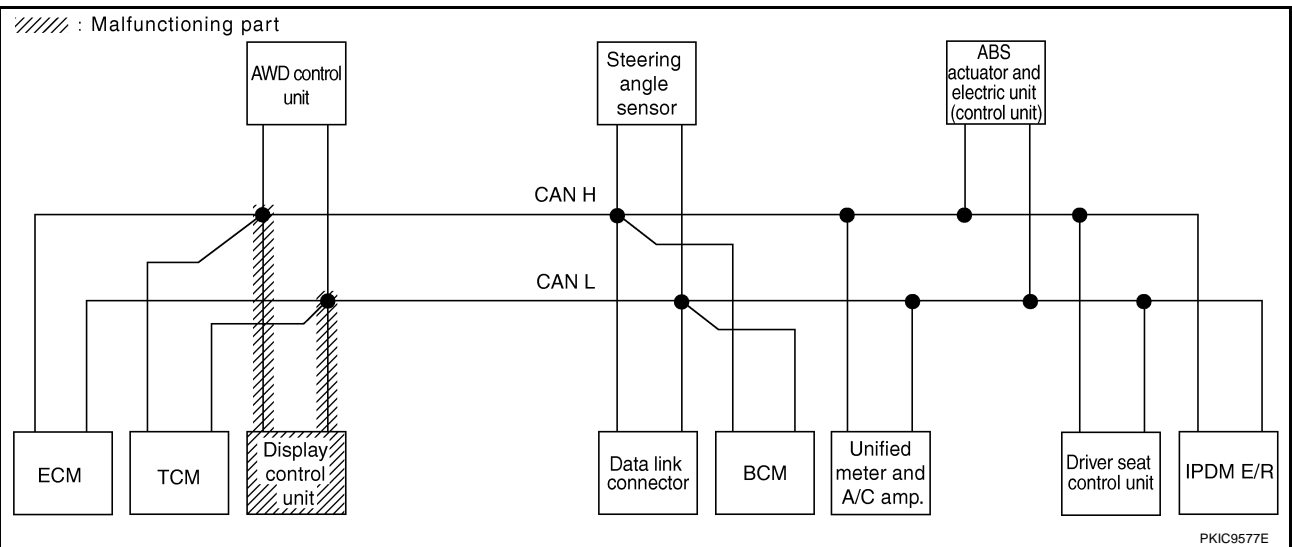 : Malfunctioning part
AWD control
unit
Steering
angle
sensor
ABS
actuator and
electric unit
(control unit)
CAN H
CAN L
ECM
TCM
Display
control
unit
Data link
connector
BCM
Unified
meter and
A/C amp.
Driver seat
control unit
IPDM E/R
PKIC9577E